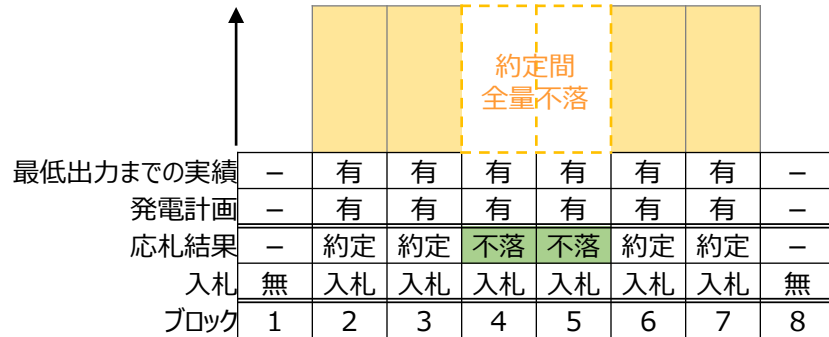 約定間
全量不落
最低出力までの実績 － 有 有 有 有 有 有 －
発電計画 － 有 有 有 有 有 有 －
応札結果 － 約定 約定 不落 不落 約定 約定 －
入札 無 入札 入札 入札 入札 入札 入札 無
ブロック 1 2 3 4 5 6 7 8